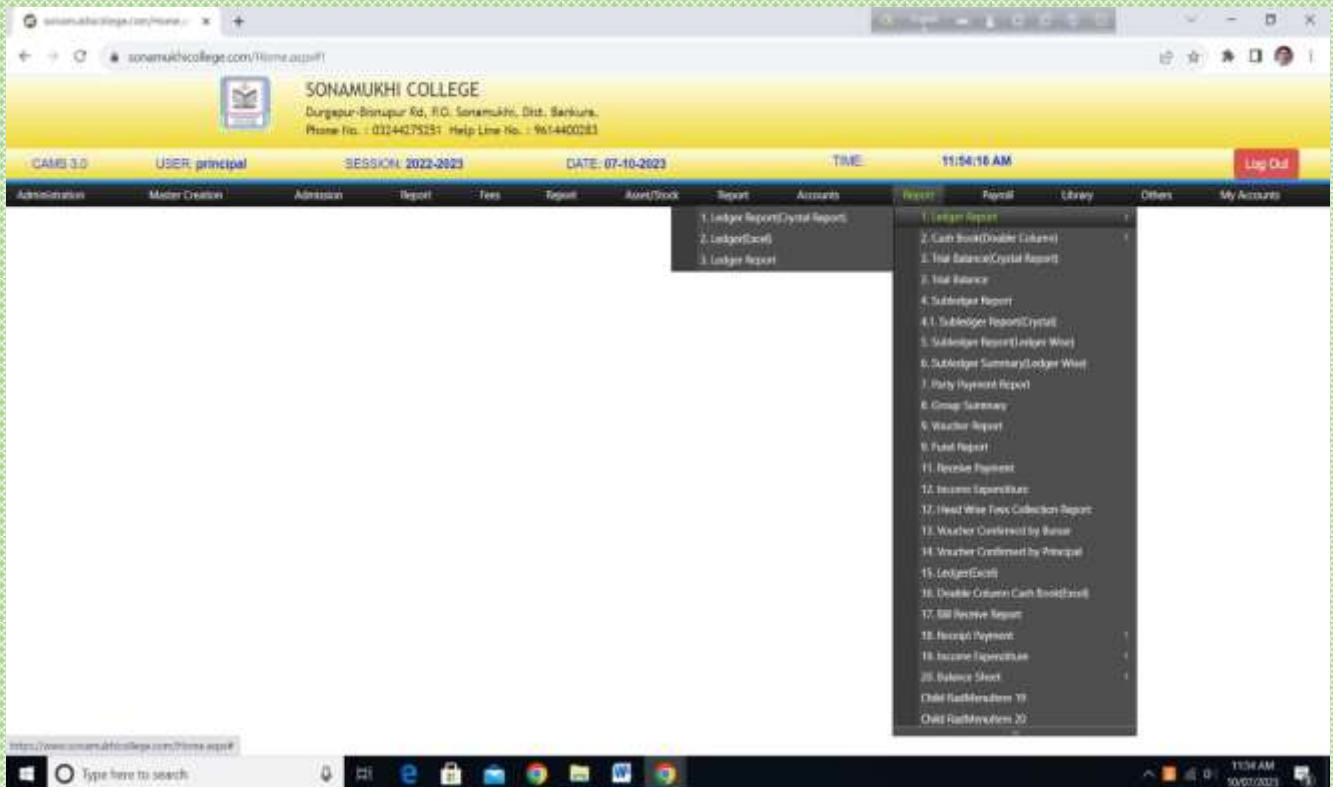 sonamukhicollege.com/Home.aspx#1
SONAMUKHI COLLEGE
Durgapur-Bisnupur Rd, P.O. Sonamukhi, Dist. Bankura.
Phone No. : 03244275251 Help Line No. : 9614400283
CAMS 3.0 USER: principal SESSION: 2022-2023 DATE: 07-10-2023 TIME: 11:54:16 AM Log Out
Administration Master Creation Admission Report Fees Report Asset/Stock Report Accounts Report Payroll Library Others My Accounts
1. Ledger Report(Crystal Report)
2. Ledger(Excel)
3. Ledger Report
1. Ledger Report
2. Cash Book(Double Column)
2. Trial Balance(Crystal Report)
3. Trial Balance
4. Subledger Report
4.1. Subledger Report(Crystal)
5. Subledger Report(Ledger Wise)
6. Subledger Summary(Ledger Wise)
7. Party Payment Report
8. Group Summary
9. Voucher Report
9. Fund Report
11. Receive Payment
12. Income Expenditure
12. Head Wise Fees Collection Report
13. Voucher Confirmed by Bursar
14. Voucher Confirmed by Principal
15. Ledger(Excel)
16. Double Column Cash Book(Excel)
17. Bill Receive Report
18. Receipt Payment
19. Income Expenditure
20. Balance Sheet
Child RadMenuItem 19
Child RadMenuItem 20
https://www.sonamukhicollege.com/Home.aspx#
Type here to search
11:54 AM
10/07/2023